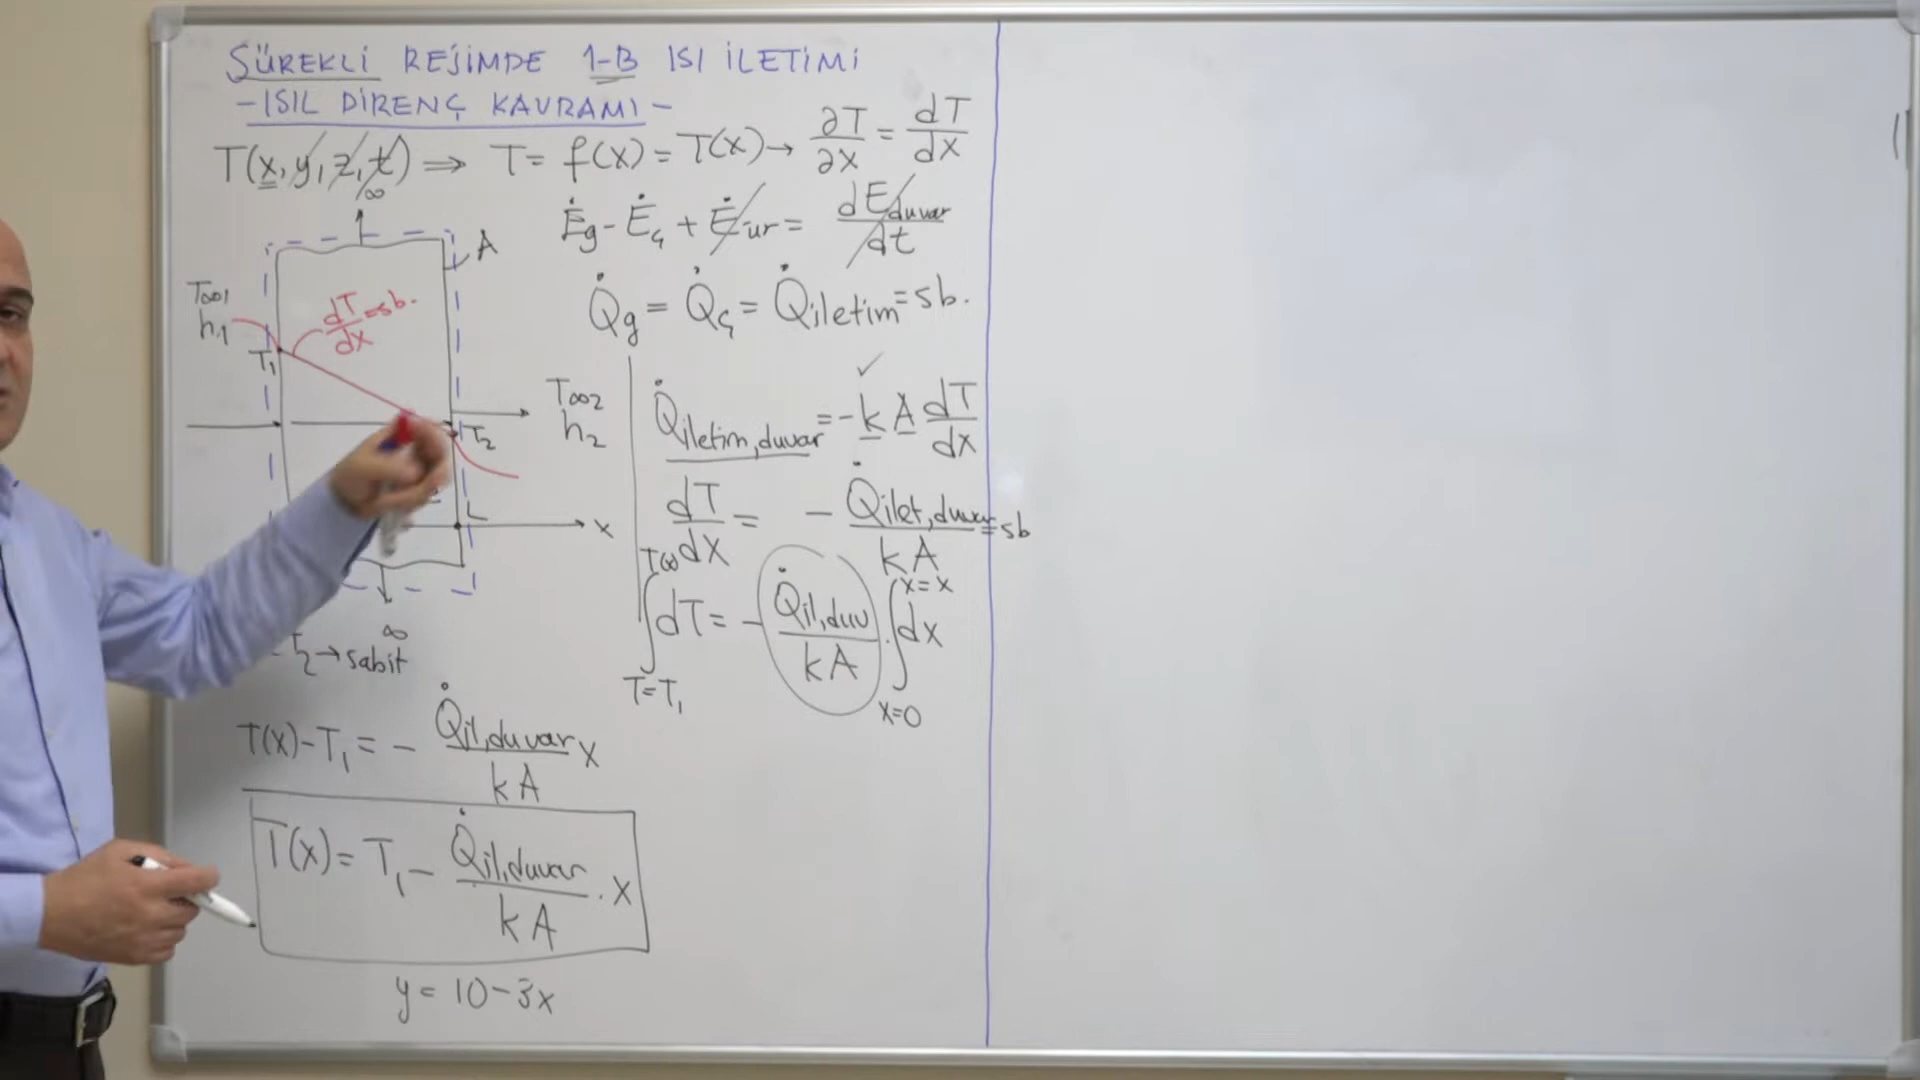 SÜREKLİ REJİMDE 1-B ISI İLETİMİ
-ISIL DİRENÇ KAVRAMI-
T(x, y, z, t) ⇒ T = f(x) = T(x) → ∂T/∂x = dT/dx
∞
Ėg - Ėç + Ėür = dEduvar/dt
A
T∞1
h1
dT/dx = sb.
T1
Q̇g = Q̇ç = Q̇iletim = sb.
T∞2
h2
T2
L
x
∞
T2 → sabit
✓
Q̇iletim,duvar = -kA dT/dx
dT/dx = - Q̇ilet,duvar/kA = sb
∫ T=T1 T(x) dT = - Q̇il,duv/kA . ∫ x=0 x=x dx
T(x) - T1 = - Q̇il,duvar/kA x
T(x) = T1 - Q̇il,duvar/kA . x
y = 10 - 3x